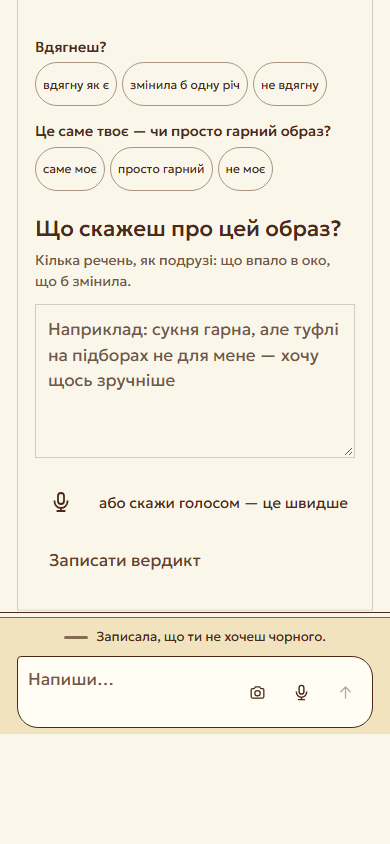 Вдягнеш?
вдягну як є
змінила б одну річ
не вдягну
Це саме твоє — чи просто гарний образ?
саме моє
просто гарний
не моє
Що скажеш про цей образ?
Кілька речень, як подрузі: що впало в око,
що б змінила.
Наприклад: сукня гарна, але туфлі
на підборах не для мене — хочу
щось зручніше
або скажи голосом — це швидше
Записати вердикт
Записала, що ти не хочеш чорного.
Напиши...